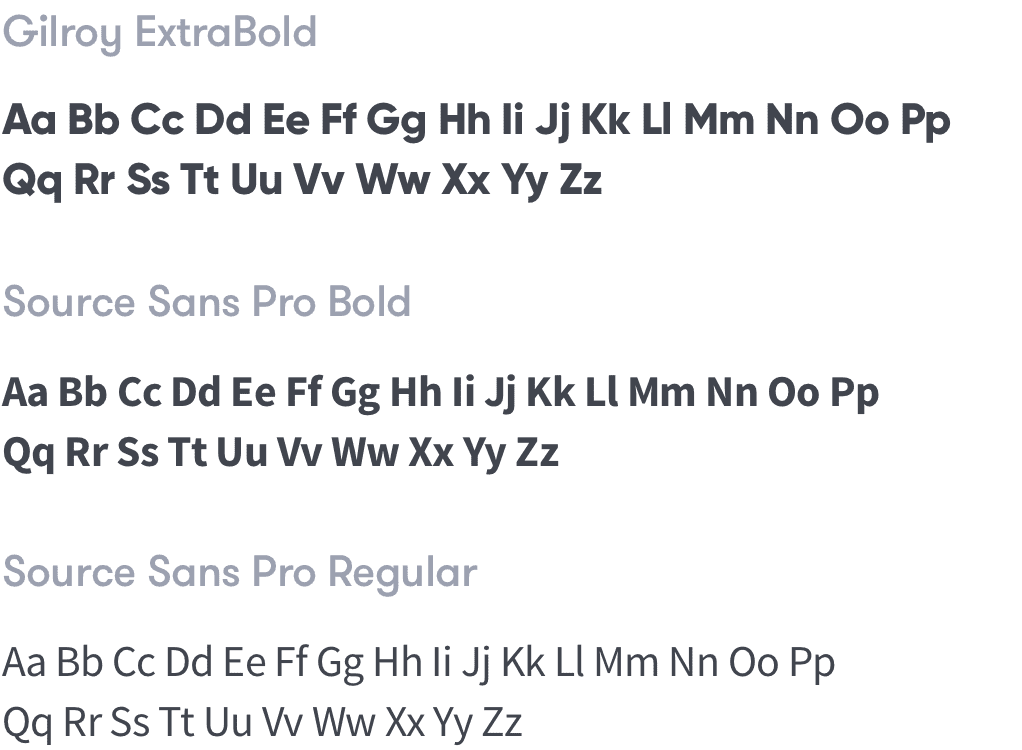 Gilroy ExtraBold
Aa Bb Cc Dd Ee Ff Gg Hh Ii Jj Kk Ll Mm Nn Oo Pp
Qq Rr Ss Tt Uu Vv Ww Xx Yy Zz
Source Sans Pro Bold
Aa Bb Cc Dd Ee Ff Gg Hh Ii Jj Kk Ll Mm Nn Oo Pp
Qq Rr Ss Tt Uu Vv Ww Xx Yy Zz
Source Sans Pro Regular
Aa Bb Cc Dd Ee Ff Gg Hh Ii Jj Kk Ll Mm Nn Oo Pp
Qq Rr Ss Tt Uu Vv Ww Xx Yy Zz